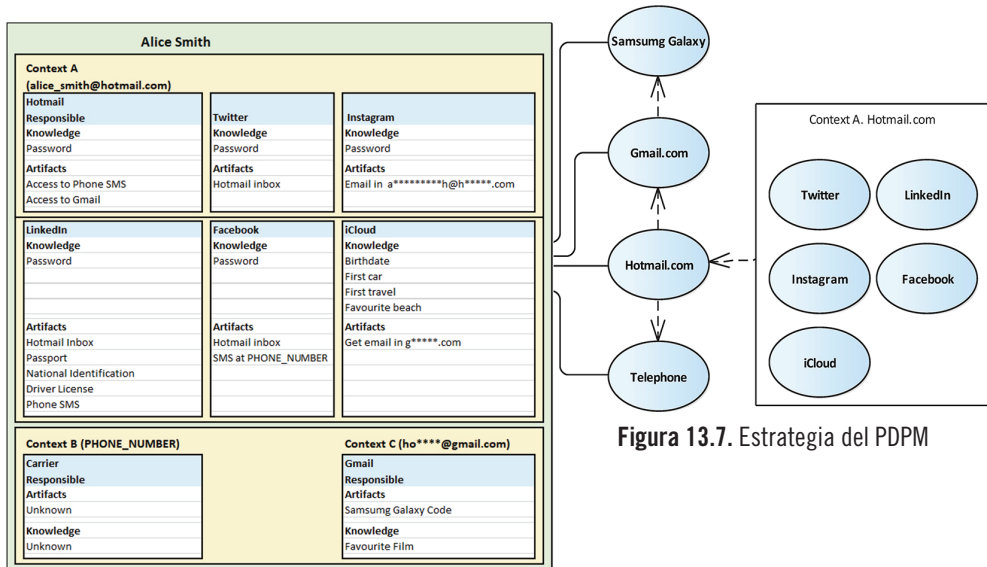 Alice Smith
Context A
(alice_smith@hotmail.com)
Hotmail
Responsible
Knowledge
Password
Artifacts
Access to Phone SMS
Access to Gmail
Twitter
Knowledge
Password
Artifacts
Hotmail inbox
Instagram
Knowledge
Password
Artifacts
Email in a*********h@h*****.com
LinkedIn
Knowledge
Password
Artifacts
Hotmail Inbox
Passport
National Identification
Driver License
Phone SMS
Facebook
Knowledge
Password
Artifacts
Hotmail inbox
SMS at PHONE_NUMBER
iCloud
Knowledge
Birthdate
First car
First travel
Favourite beach
Artifacts
Get email in g*****.com
Context B (PHONE_NUMBER)
Carrier
Responsible
Artifacts
Unknown
Knowledge
Unknown
Context C (ho****@gmail.com)
Gmail
Responsible
Artifacts
Samsung Galaxy Code
Knowledge
Favourite Film
Samsumg Galaxy
Gmail.com
Hotmail.com
Telephone
Context A. Hotmail.com
Twitter
LinkedIn
Instagram
Facebook
iCloud
Figura 13.7. Estrategia del PDPM